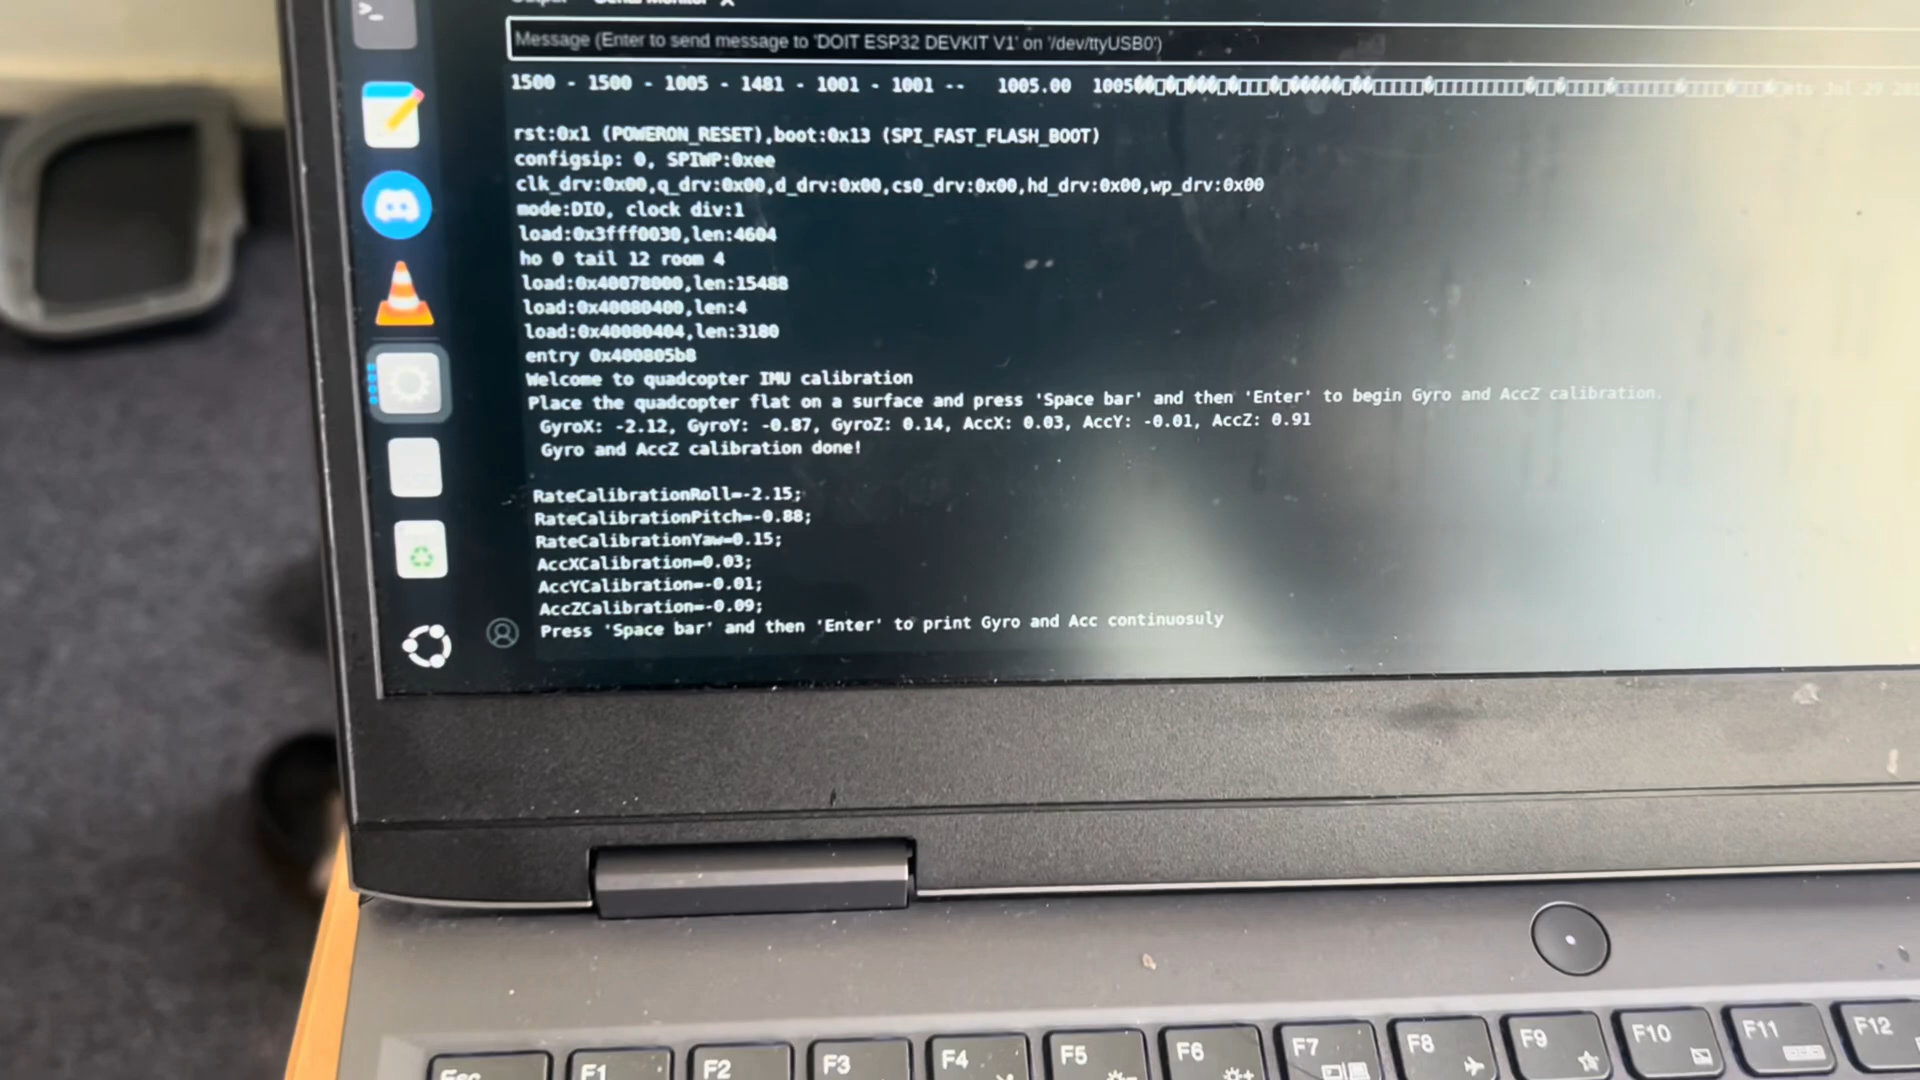 Message (Enter to send message to 'DOIT ESP32 DEVKIT V1' on '/dev/ttyUSB0')
1500 - 1500 - 1005 - 1481 - 1001 - 1001 -- 1005.00 1005 ets Jul 29
rst:0x1 (POWERON_RESET),boot:0x13 (SPI_FAST_FLASH_BOOT)
configsip: 0, SPIWP:0xee
clk_drv:0x00,q_drv:0x00,d_drv:0x00,cs0_drv:0x00,hd_drv:0x00,wp_drv:0x00
mode:DIO, clock div:1
load:0x3fff0030,len:4604
ho 0 tail 12 room 4
load:0x40078000,len:15488
load:0x40080400,len:4
load:0x40080404,len:3180
entry 0x400805b8
Welcome to quadcopter IMU calibration
Place the quadcopter flat on a surface and press 'Space bar' and then 'Enter' to begin Gyro and AccZ calibration.
GyroX: -2.12, GyroY: -0.87, GyroZ: 0.14, AccX: 0.03, AccY: -0.01, AccZ: 0.91
Gyro and AccZ calibration done!
RateCalibrationRoll=-2.15;
RateCalibrationPitch=-0.88;
RateCalibrationYaw=0.15;
AccXCalibration=0.03;
AccYCalibration=-0.01;
AccZCalibration=-0.09;
Press 'Space bar' and then 'Enter' to print Gyro and Acc continuosuly
Esc F1 F2 F3 F4 F5 F6 F7 F8 F9 F10 F11 F12